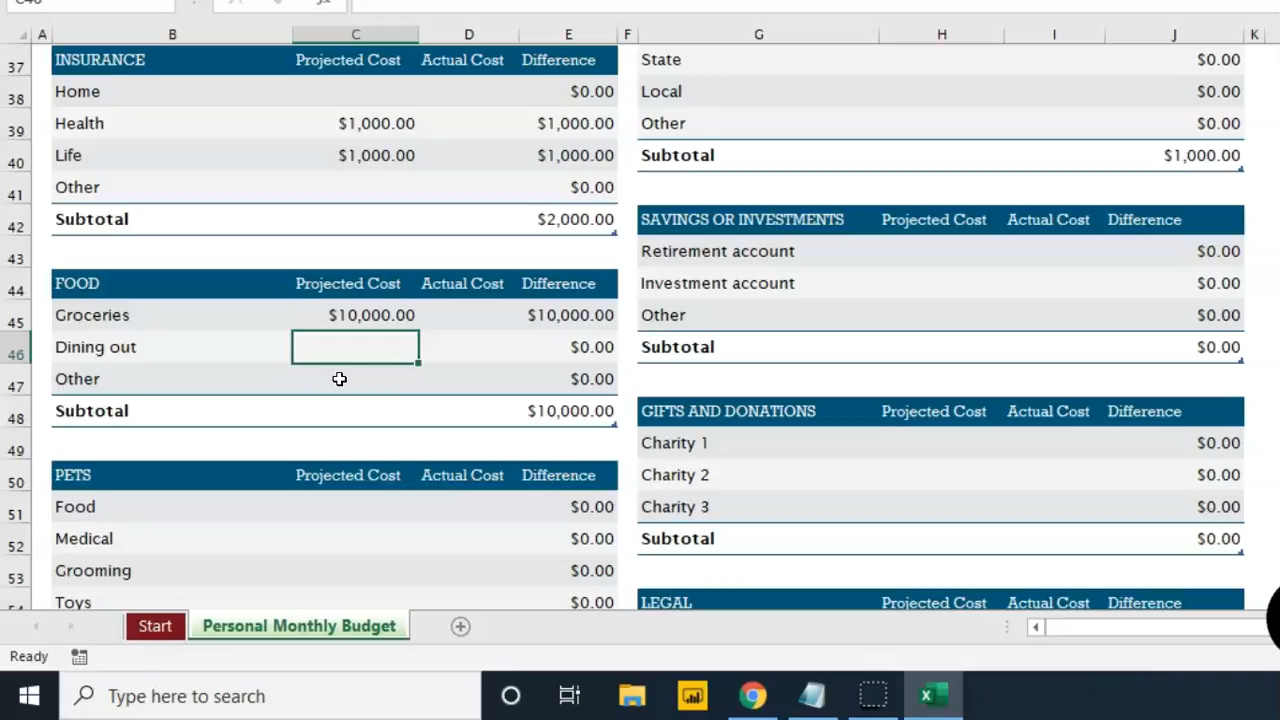 A B C D E F G H I J K
37 INSURANCE Projected Cost Actual Cost Difference State $0.00
38 Home $0.00 Local $0.00
39 Health $1,000.00 $1,000.00 Other $0.00
40 Life $1,000.00 $1,000.00 Subtotal $1,000.00
41 Other $0.00
42 Subtotal $2,000.00 SAVINGS OR INVESTMENTS Projected Cost Actual Cost Difference
43 Retirement account $0.00
44 FOOD Projected Cost Actual Cost Difference Investment account $0.00
45 Groceries $10,000.00 $10,000.00 Other $0.00
46 Dining out $0.00 Subtotal $0.00
47 Other $0.00
48 Subtotal $10,000.00 GIFTS AND DONATIONS Projected Cost Actual Cost Difference
49 Charity 1 $0.00
50 PETS Projected Cost Actual Cost Difference Charity 2 $0.00
51 Food $0.00 Charity 3 $0.00
52 Medical $0.00 Subtotal $0.00
53 Grooming $0.00
Toys $0.00 LEGAL Projected Cost Actual Cost Difference
Start Personal Monthly Budget
Ready
Type here to search